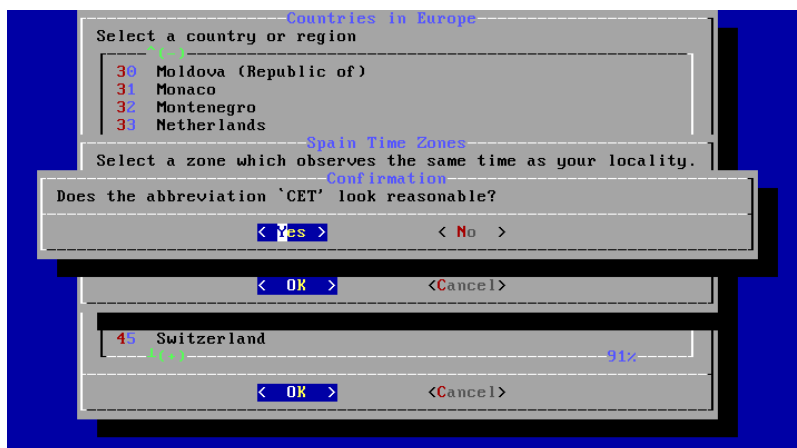 Countries in Europe
Select a country or region
^(-)
30 Moldova (Republic of)
31 Monaco
32 Montenegro
33 Netherlands
Spain Time Zones
Select a zone which observes the same time as your locality.
Confirmation
Does the abbreviation `CET' look reasonable?
< Yes > < No >
< OK > <Cancel>
45 Switzerland
(+) 91%
< OK > <Cancel>